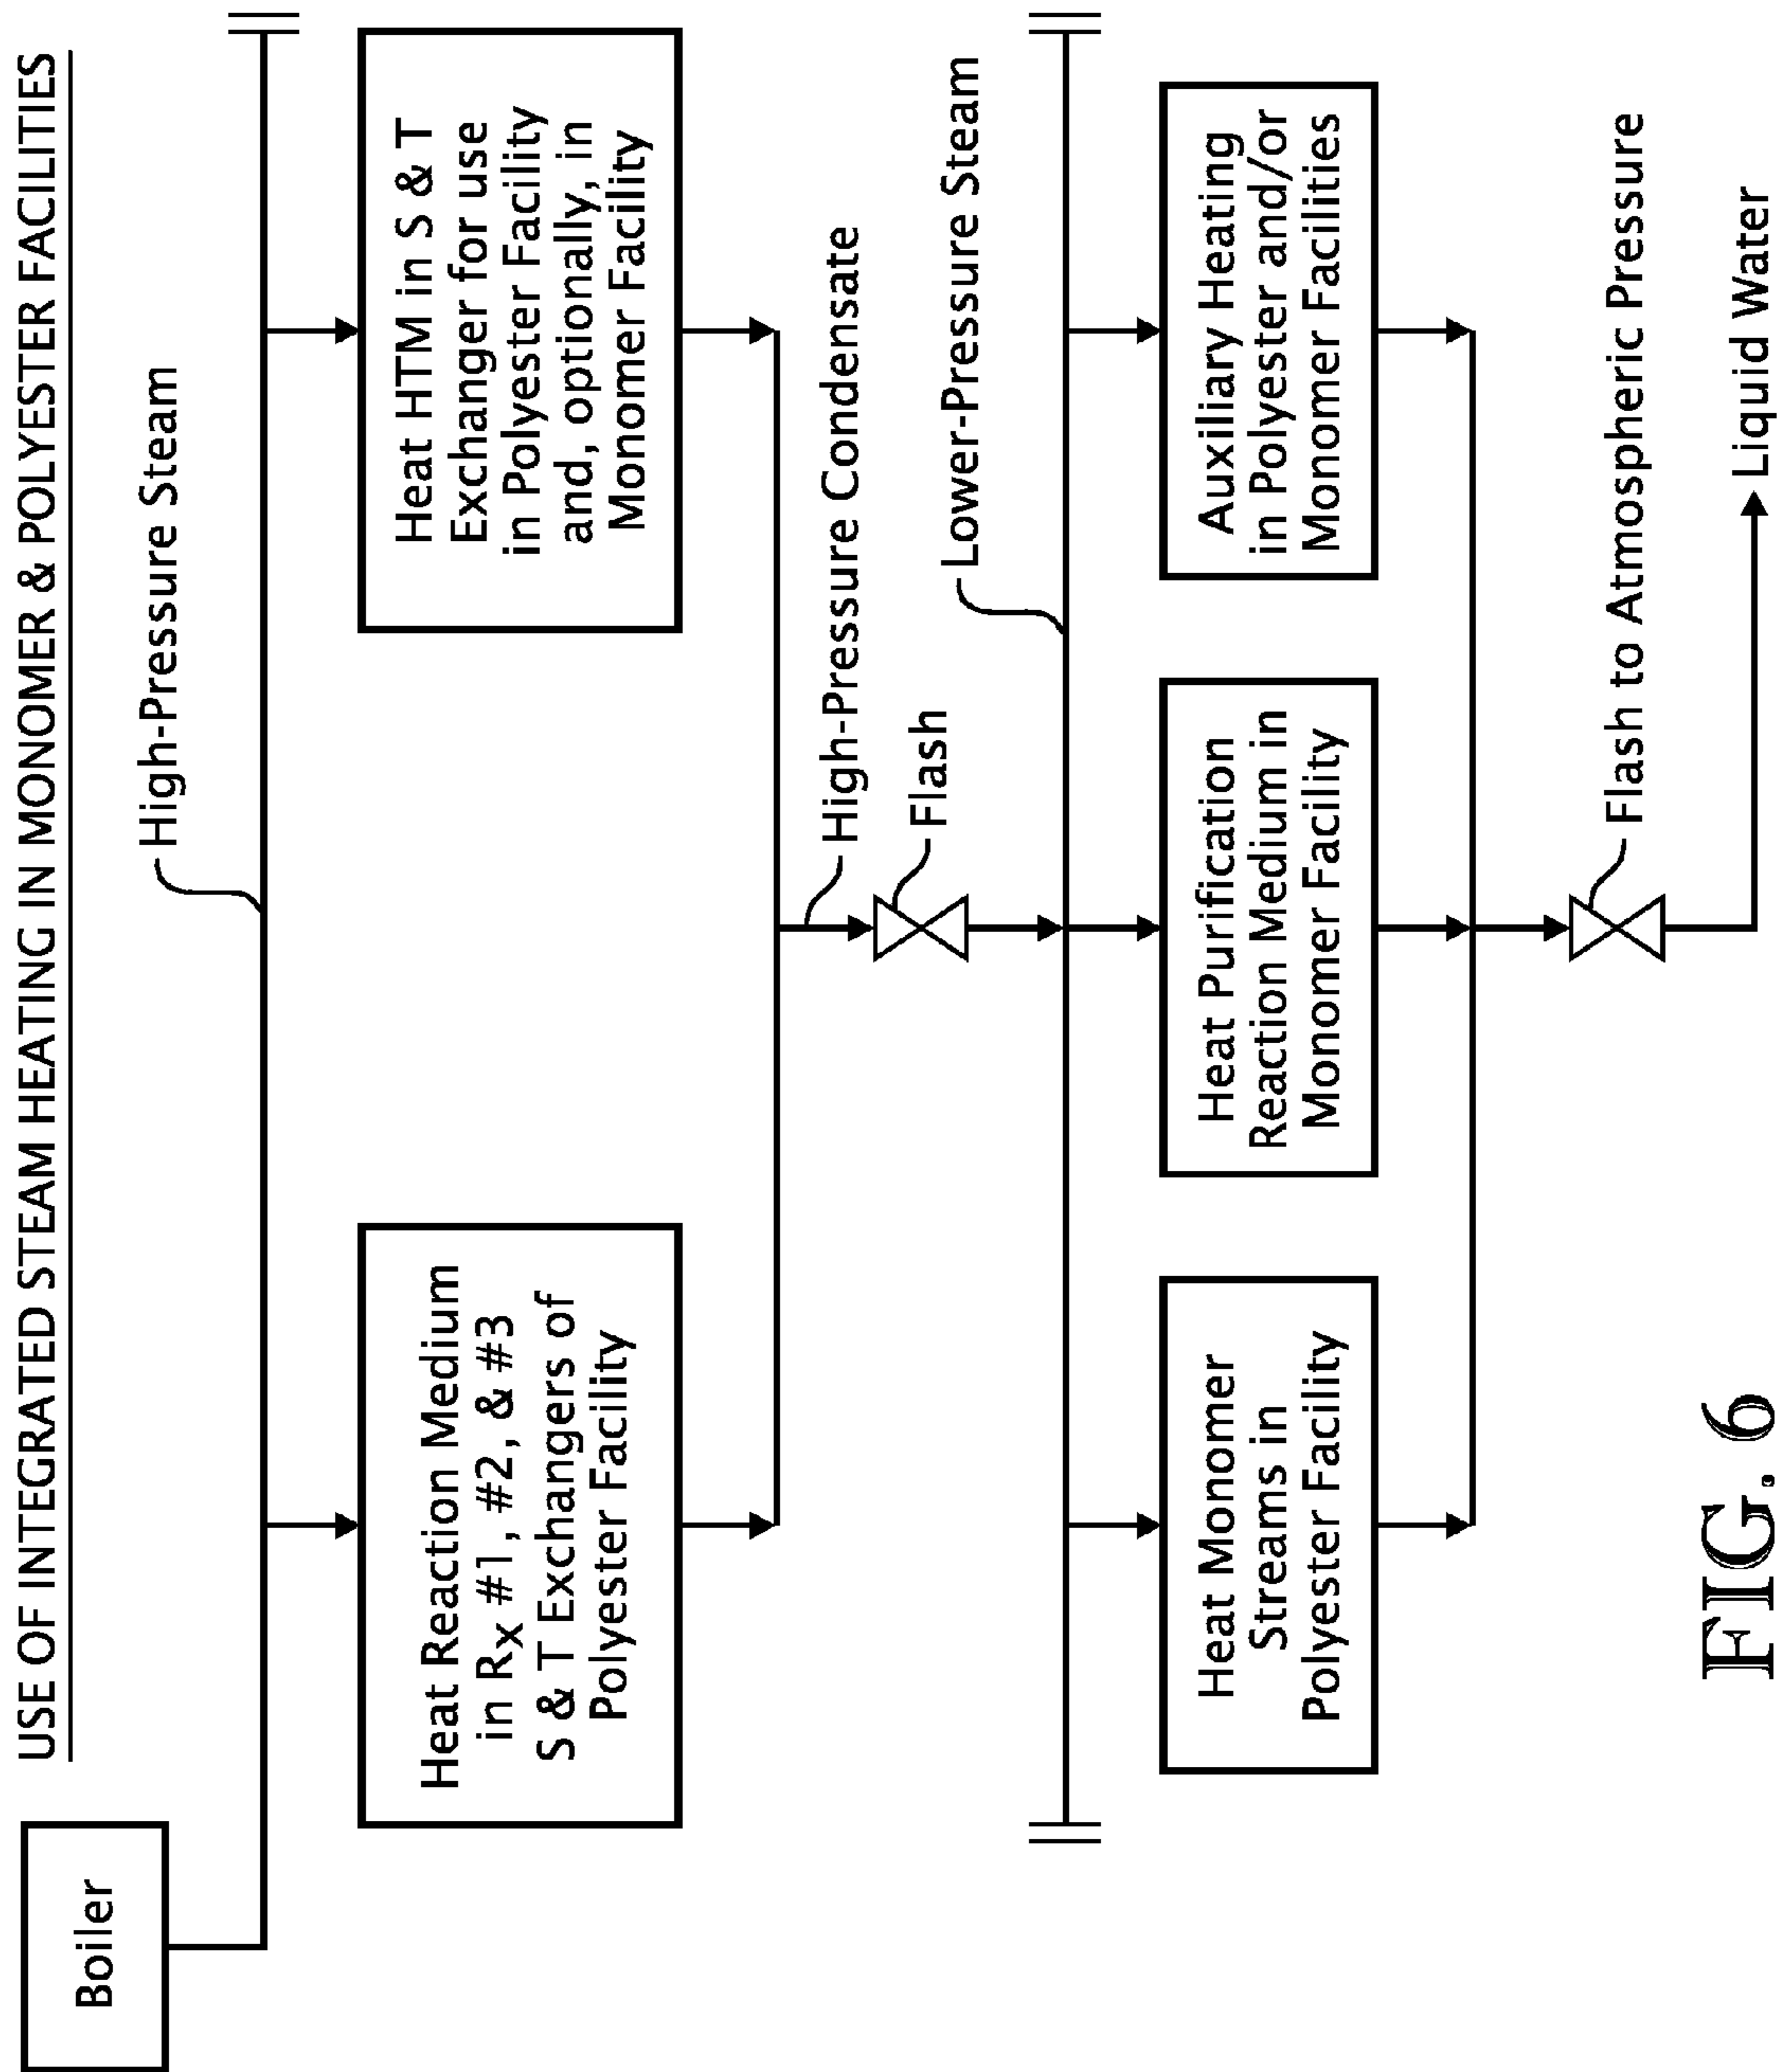 USE OF INTEGRATED STEAM HEATING IN MONOMER & POLYESTER FACILITIES
Boiler
High-Pressure Steam
Heat Reaction Medium
in Rx #1, #2, & #3
S & T Exchangers of
Polyester Facility
Heat HTM in S & T
Exchanger for use
in Polyester Facility
and, optionally, in
Monomer Facility
High-Pressure Condensate
Flash
Lower-Pressure Steam
Heat Monomer
Streams in
Polyester Facility
Heat Purification
Reaction Medium in
Monomer Facility
Auxiliary Heating
in Polyester and/or
Monomer Facilities
Flash to Atmospheric Pressure
Liquid Water
FIG. 6